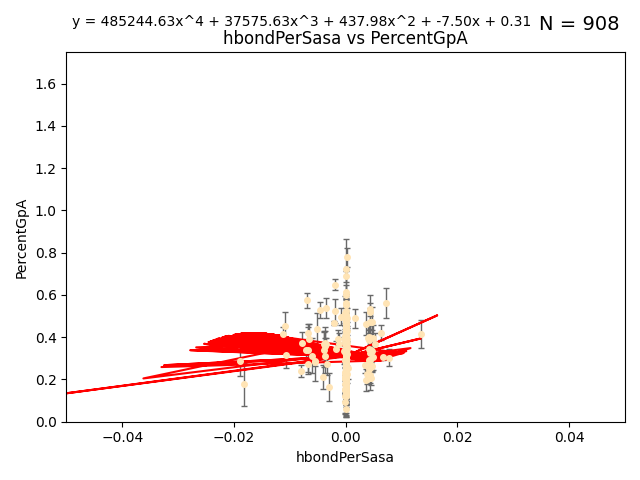 y = 485244.63x^4 + 37575.63x^3 + 437.98x^2 + -7.50x + 0.31
N = 908
hbondPerSasa vs PercentGpA
PercentGpA
1.6
1.4
1.2
1.0
0.8
0.6
0.4
0.2
0.0
−0.04
−0.02
0.00
0.02
0.04
hbondPerSasa